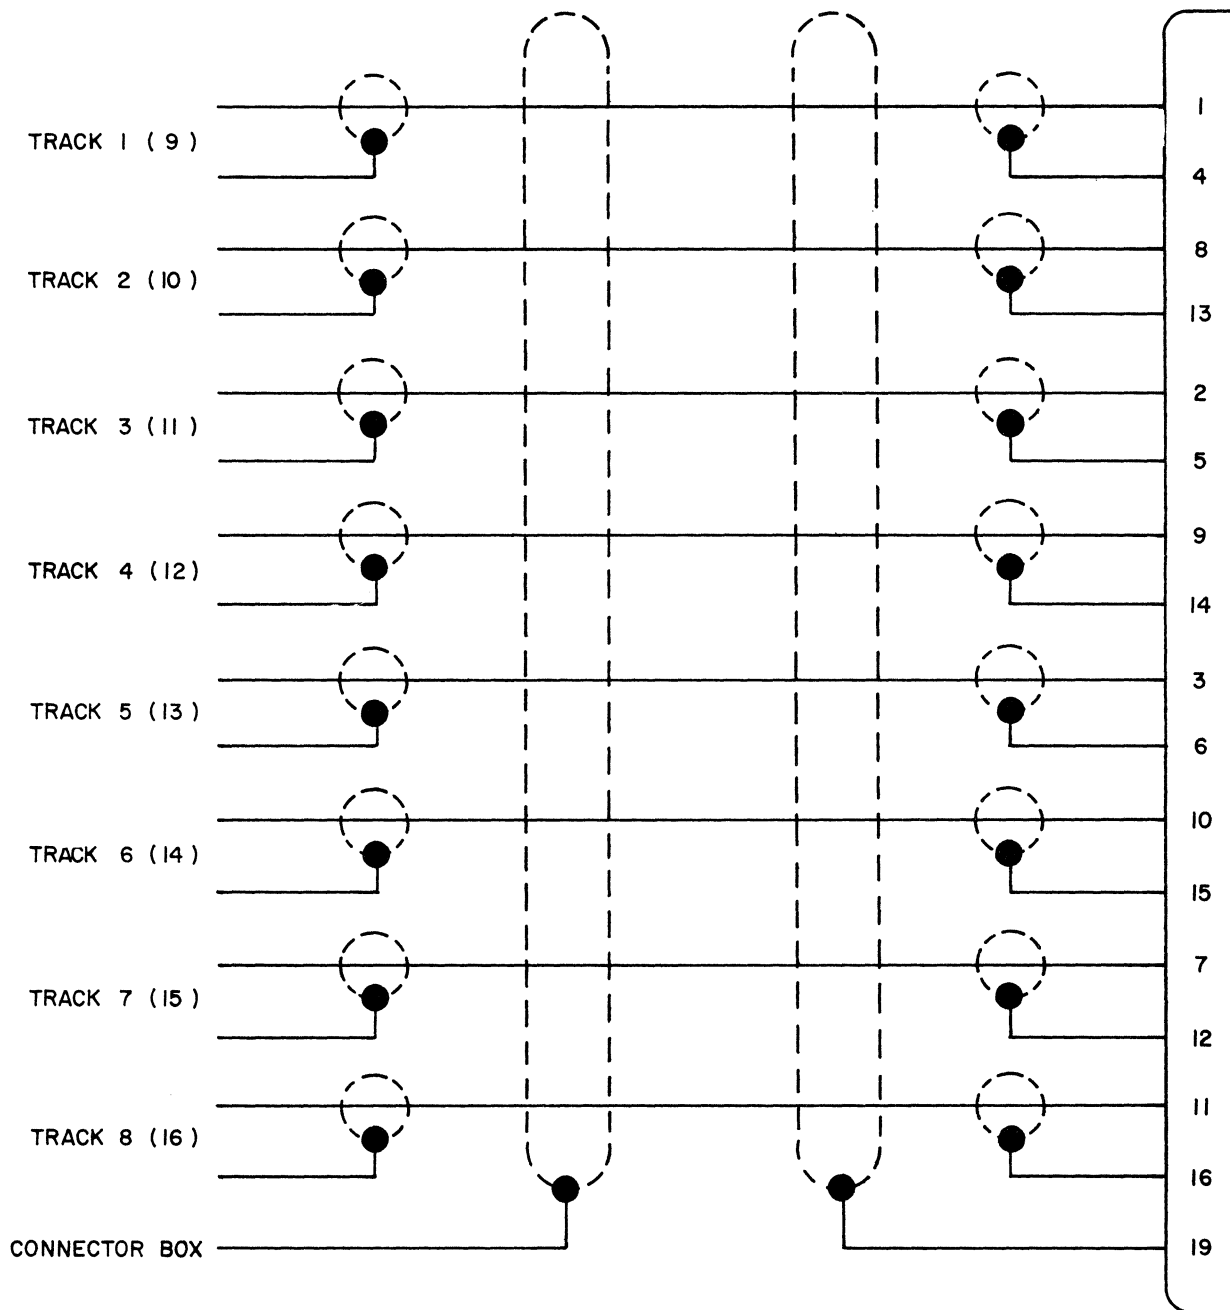 1
TRACK 1 (9)
4
8
TRACK 2 (10)
13
2
TRACK 3 (11)
5
9
TRACK 4 (12)
14
3
TRACK 5 (13)
6
10
TRACK 6 (14)
15
7
TRACK 7 (15)
12
11
TRACK 8 (16)
16
CONNECTOR BOX
19